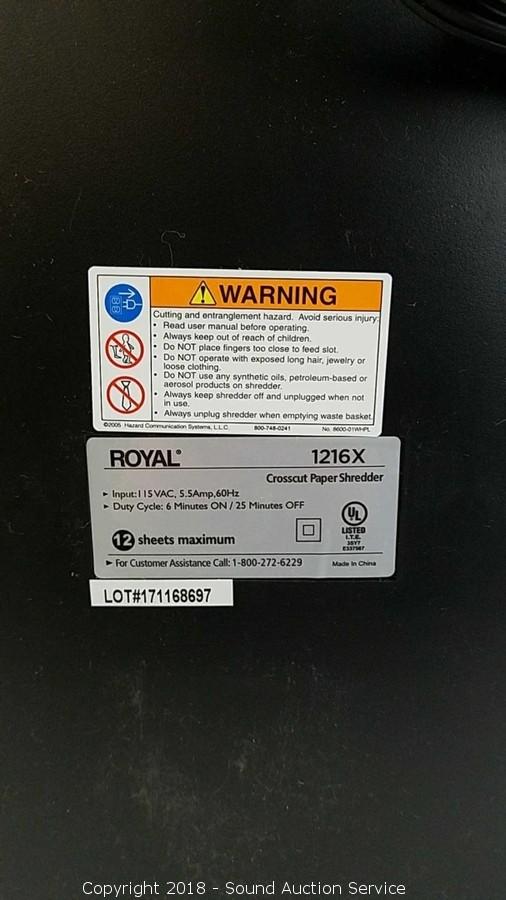 WARNING
Cutting and entanglement hazard. Avoid serious injury:
• Read user manual before operating.
• Always keep out of reach of children.
• Do NOT place fingers too close to feed slot.
• Do NOT operate with exposed long hair, jewelry or
loose clothing.
• Do NOT use any synthetic oils, petroleum-based or
aerosol products on shredder.
• Always keep shredder off and unplugged when not
in use.
• Always unplug shredder when emptying waste basket.
©2005 Hazard Communication Systems, L.L.C. 800-748-0241 No. 8600-01WHPL
ROYAL® 1216X
Crosscut Paper Shredder
▸ Input:115VAC, 5.5Amp,60Hz
▸ Duty Cycle: 6 Minutes ON / 25 Minutes OFF
12 sheets maximum
UL
LISTED
I.T.E.
3SY7
E337567
▸ For Customer Assistance Call: 1-800-272-6229
Made In China
LOT#171168697
Copyright 2018 - Sound Auction Service